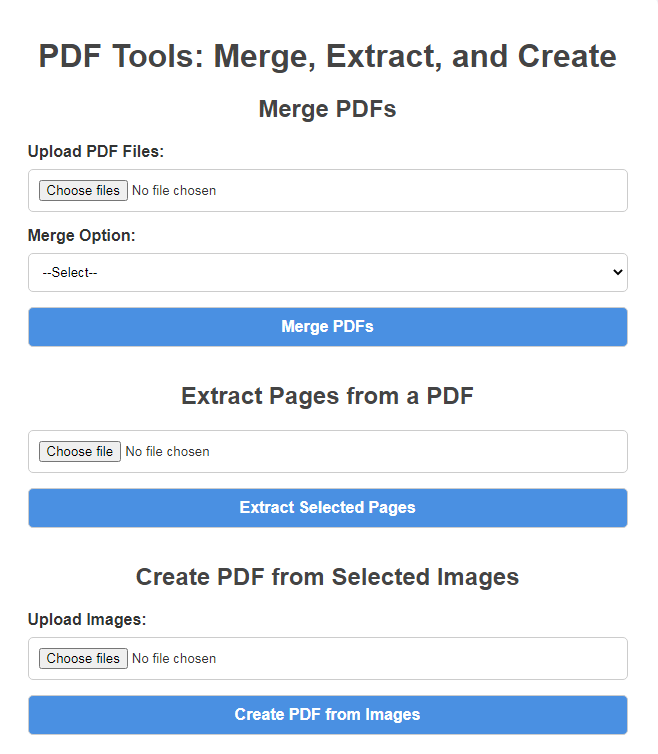 PDF Tools: Merge, Extract, and Create
Merge PDFs
Upload PDF Files:
Choose files No file chosen
Merge Option:
--Select--
Merge PDFs
Extract Pages from a PDF
Choose file No file chosen
Extract Selected Pages
Create PDF from Selected Images
Upload Images:
Choose files No file chosen
Create PDF from Images